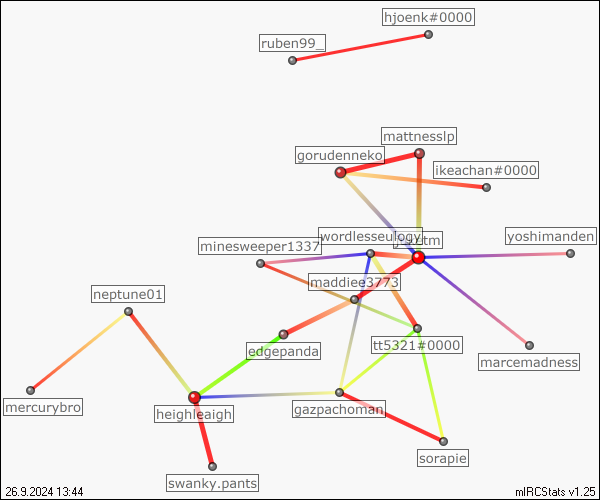 hjoenk#0000
ruben99_
mattnesslp
gorudenneko
ikeachan#0000
wordlesseulogy
yoshimanden
minesweeper1337
maddiee3773
neptune01
edgepanda
tt5321#0000
marcemadness
mercurybro
heighleaigh
gazpachoman
sorapie
swanky.pants
26.9.2024 13:44
mIRCStats v1.25